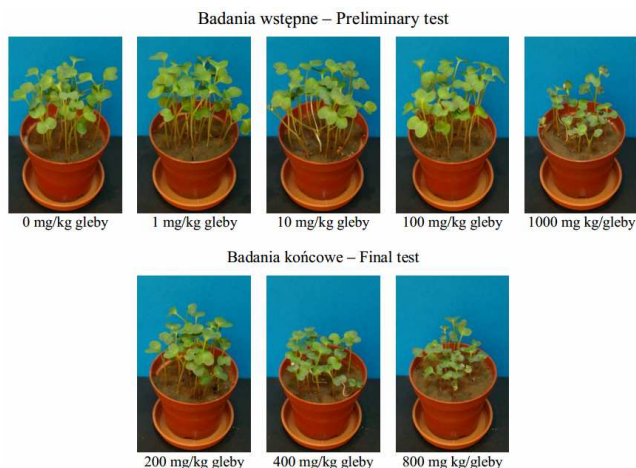 Badania wstępne – Preliminary test
0 mg/kg gleby 1 mg/kg gleby 10 mg/kg gleby 100 mg/kg gleby 1000 mg kg/gleby
Badania końcowe – Final test
200 mg/kg gleby 400 mg/kg gleby 800 mg kg/gleby